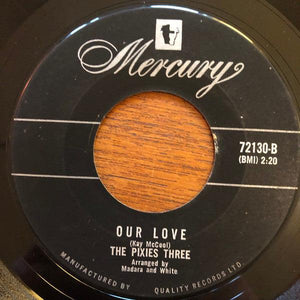 Mercury
72130-B
(BMI) 2:20
OUR LOVE
(Kay McCool)
THE PIXIES THREE
Arranged by
Madara and White
MANUFACTURED BY QUALITY RECORDS LTD.